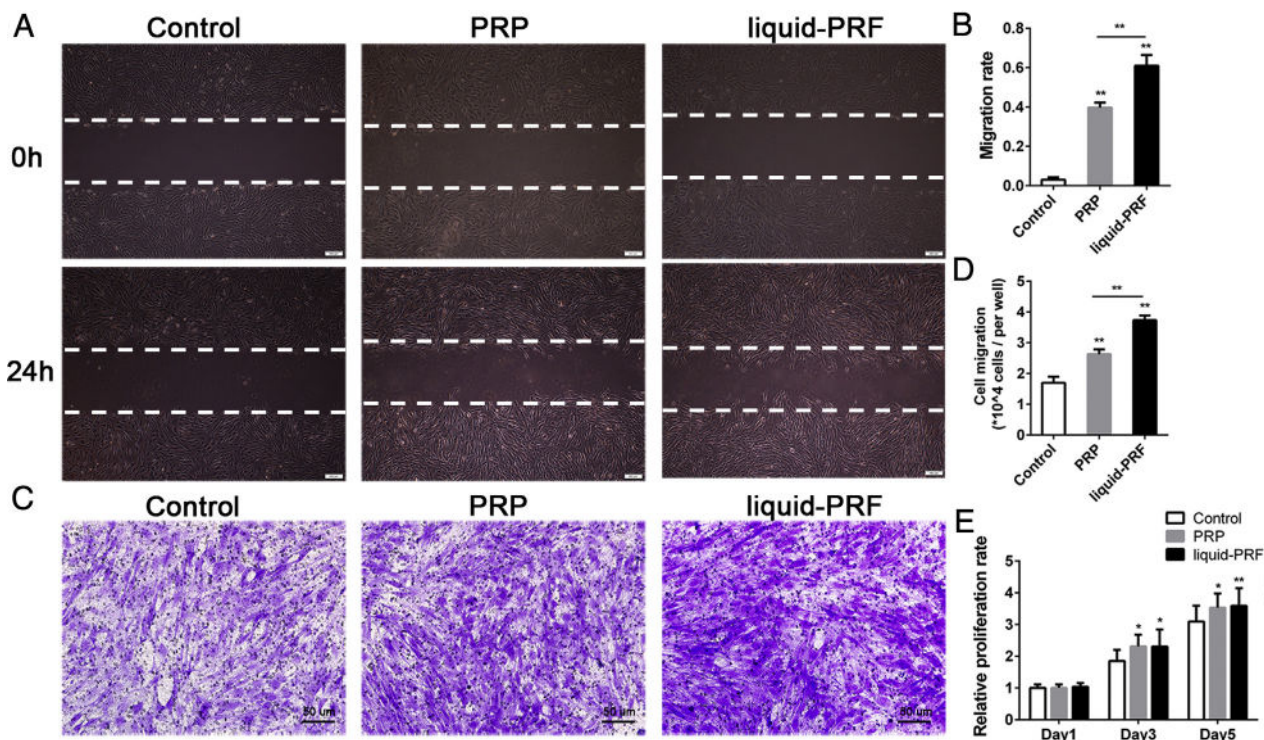 A
Control
PRP
liquid-PRF
0h
24h
B
Migration rate
0.8
0.6
0.4
0.2
0.0
**
**
**
Control
PRP
liquid-PRF
D
Cell migration
(*10^4 cells / per well)
5
4
3
2
1
0
**
**
**
Control
PRP
liquid-PRF
C
Control
PRP
liquid-PRF
50 um
50 um
50 um
E
Control
PRP
liquid-PRF
Relative proliferation rate
5
4
3
2
1
0
*
*
*
**
Day1
Day3
Day5